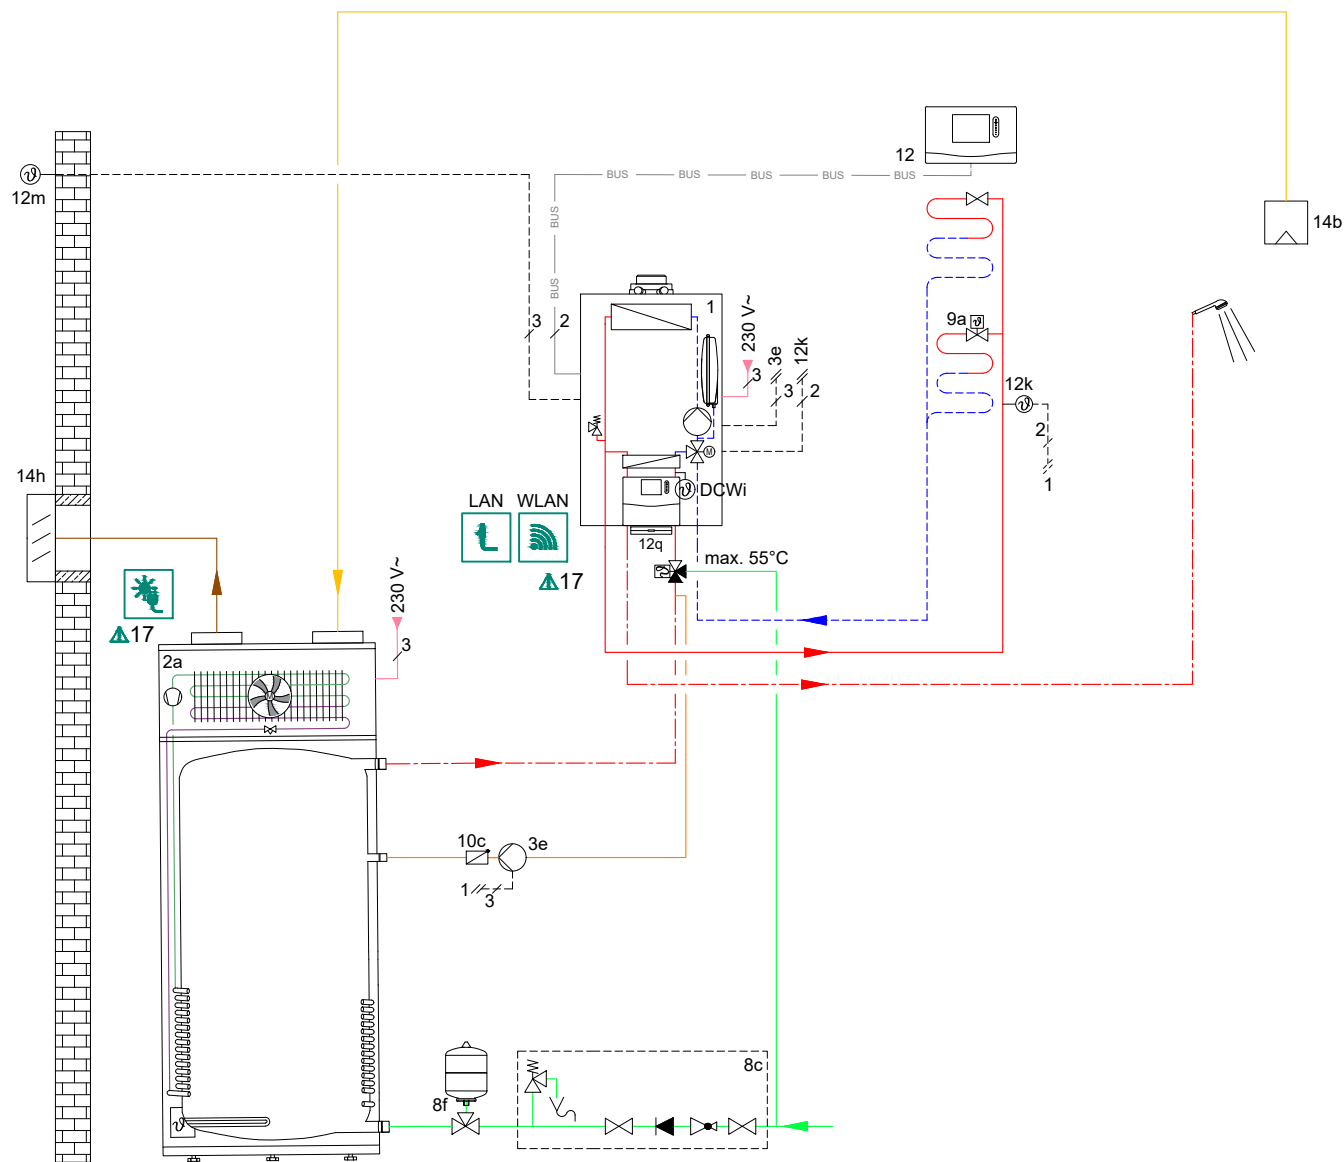 12
BUS BUS BUS BUS BUS
12m
14b
BUS
BUS
1
9a
3 2
230 V~
3
3e
3
12k
2
12k
2
1
14h
LAN WLAN
DCWi
12q
max. 55°C
17
17
230 V~
3
2a
M
M
10c 3e
1 3
8f
8c